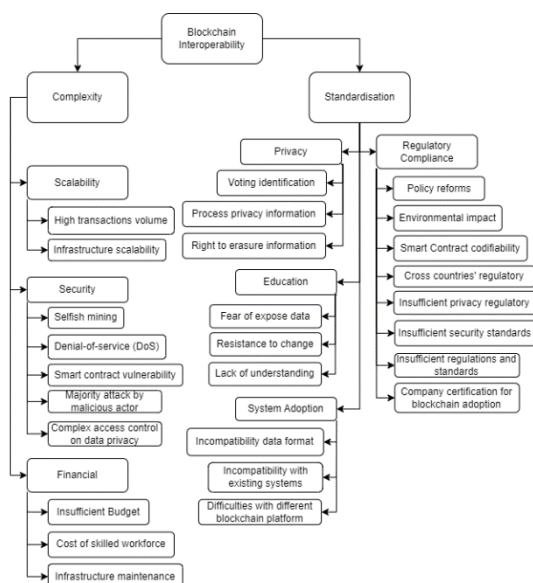 Blockchain
Interoperability
Complexity
Scalability
High transactions volume
Infrastructure scalability
Security
Selfish mining
Denial-of-service (DoS)
Smart contract vulnerability
Majority attack by
malicious actor
Complex access control
on data privacy
Financial
Insufficient Budget
Cost of skilled workforce
Infrastructure maintenance
Standardisation
Privacy
Voting identification
Process privacy information
Right to erasure information
Education
Fear of expose data
Resistance to change
Lack of understanding
System Adoption
Incompatibility data format
Incompatibility with
existing systems
Difficulties with different
blockchain platform
Regulatory
Compliance
Policy reforms
Environmental impact
Smart Contract codifiability
Cross countries' regulatory
Insufficient privacy regulatory
Insufficient security standards
Insufficient regulations and
standards
Company certification for
blockchain adoption